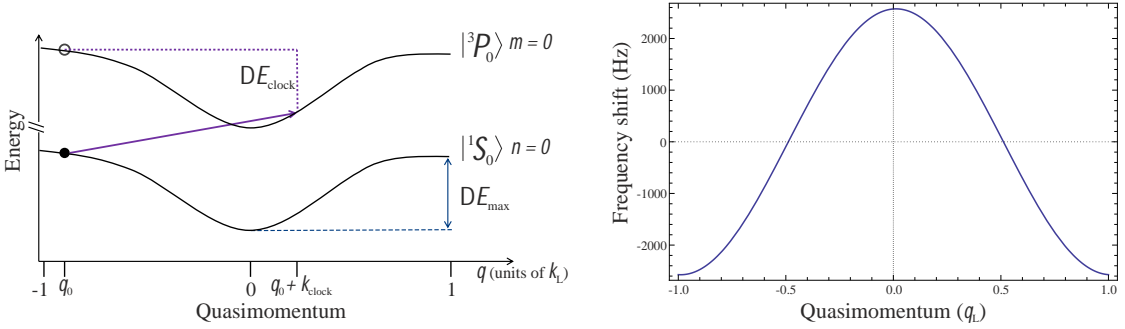 |³P₀⟩ m = 0
DE_clock
Energy
|¹S₀⟩ n = 0
DE_max
q (units of k_L)
-1 q₀ 0 q₀ + k_clock 1
Quasimomentum
Frequency shift (Hz)
2000
1000
0
-1000
-2000
-1.0 -0.5 0.0 0.5 1.0
Quasimomentum (q_L)